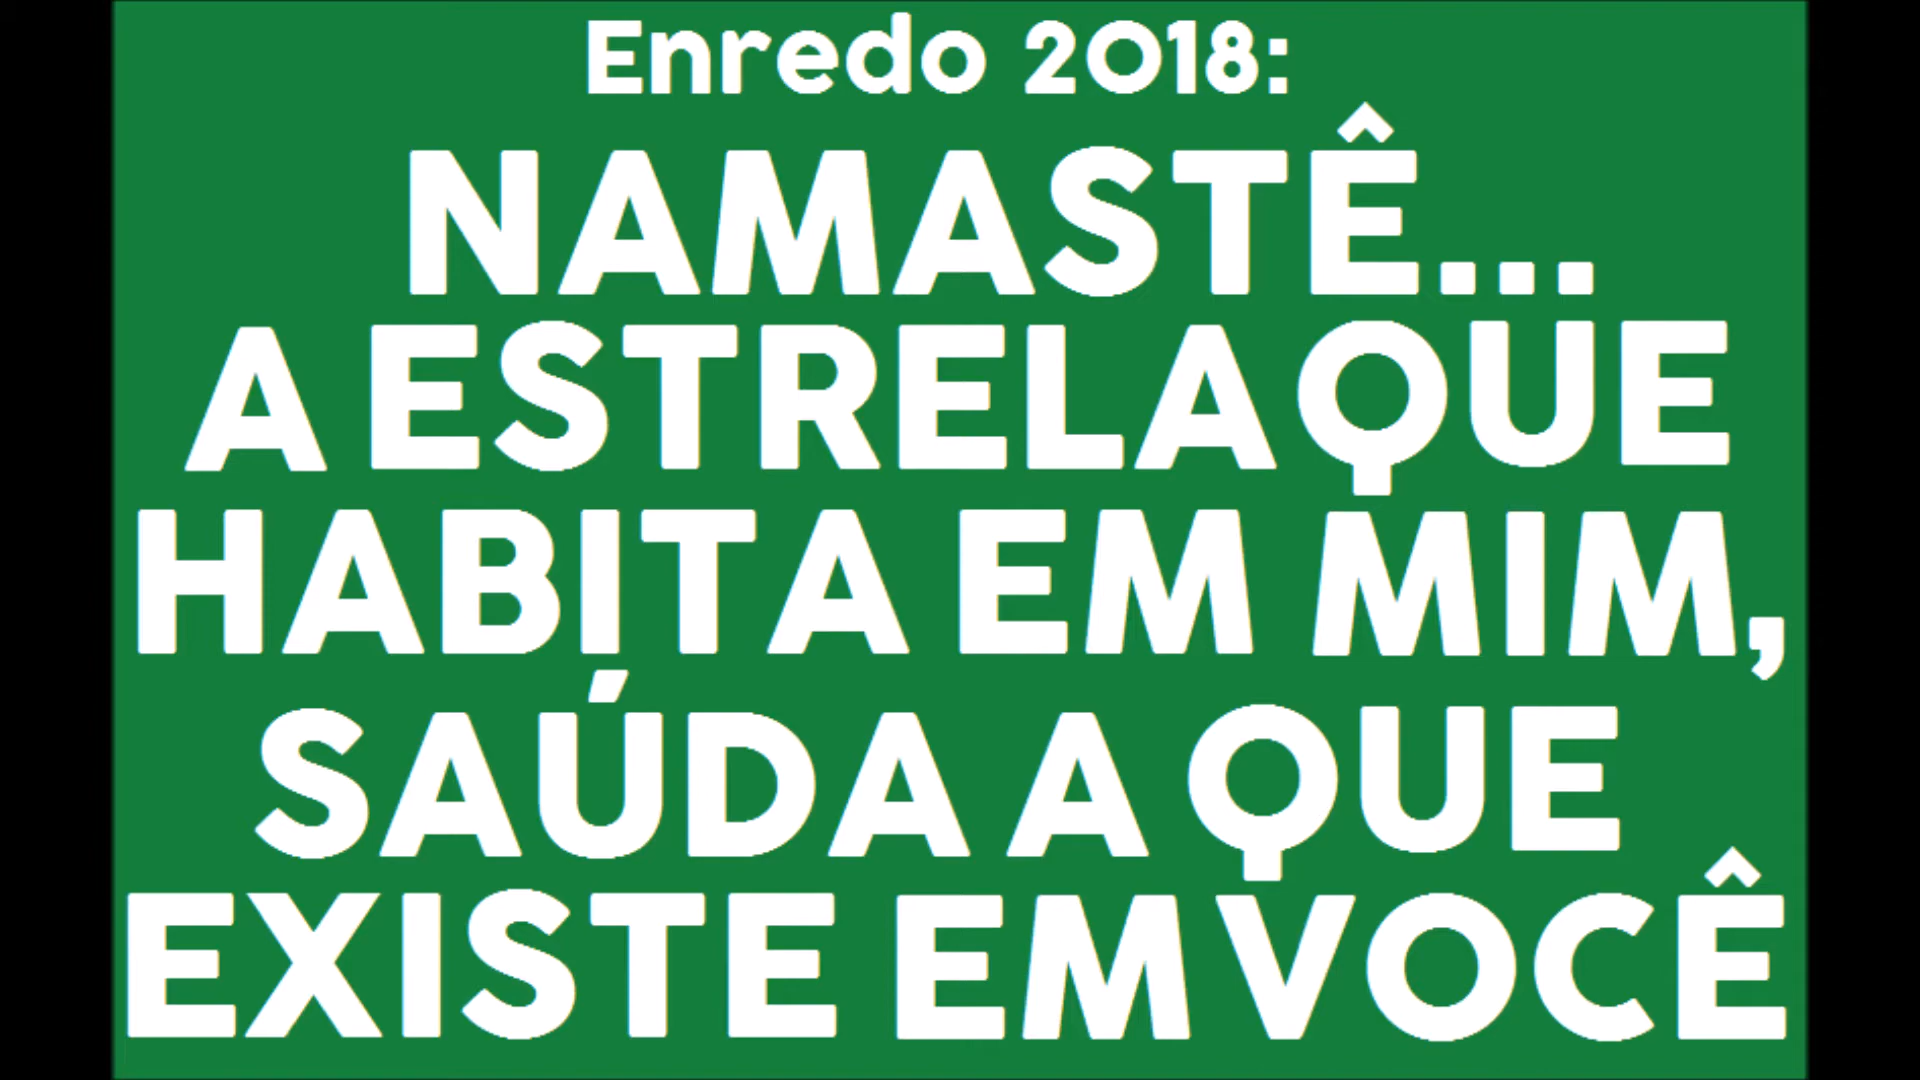 Enredo 2018:
NAMASTÊ...
A ESTRELA QUE
HABITA EM MIM,
SAÚDA A QUE
EXISTE EM VOCÊ